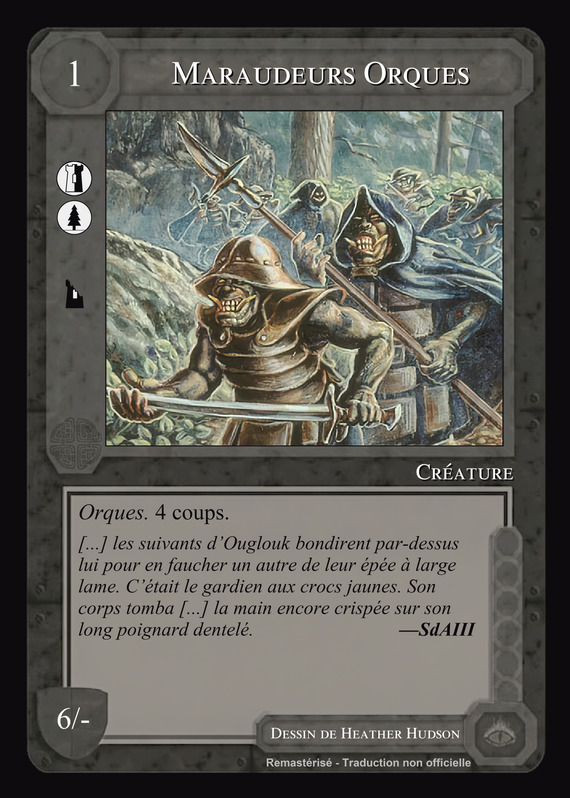 1
Maraudeurs Orques
Créature
Orques. 4 coups.
[...] les suivants d'Ouglouk bondirent par-dessus
lui pour en faucher un autre de leur épée à large
lame. C'était le gardien aux crocs jaunes. Son
corps tomba [...] la main encore crispée sur son
long poignard dentelé. —SdAIII
6/-
Dessin de Heather Hudson
Remastérisé - Traduction non officielle